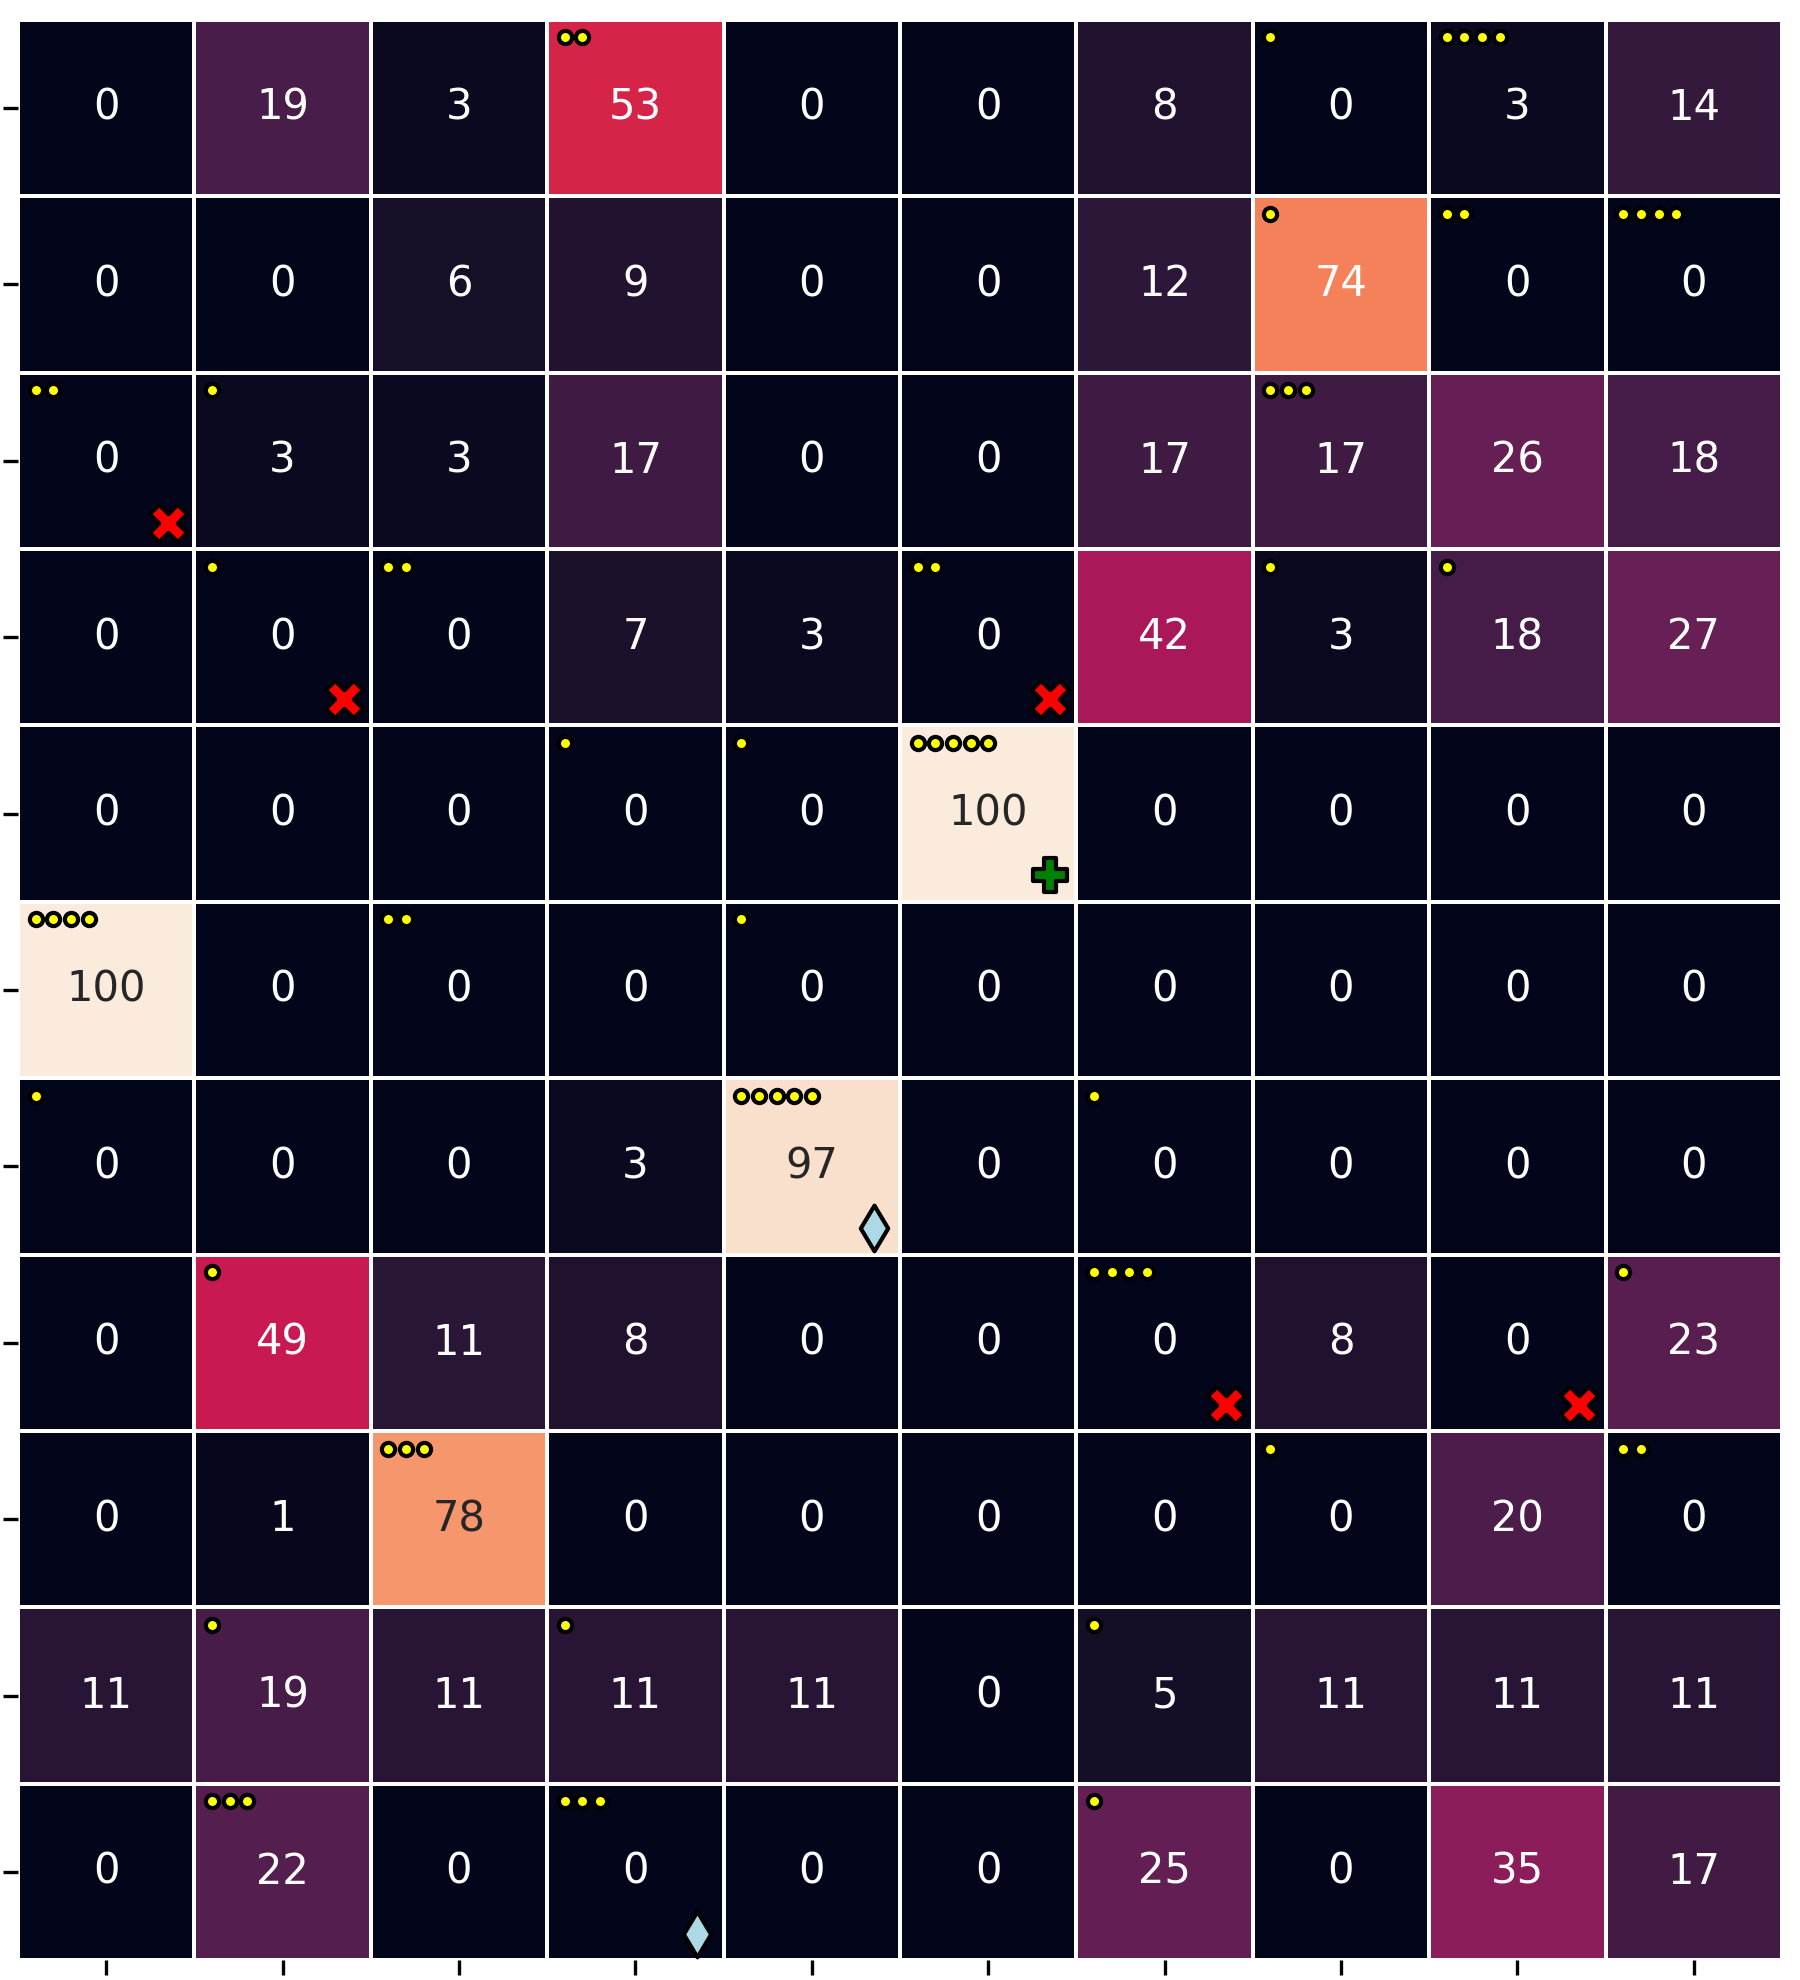 0 19 3 53 0 0 8 0 3 14
0 0 6 9 0 0 12 74 0 0
0 3 3 17 0 0 17 17 26 18
0 0 0 7 3 0 42 3 18 27
0 0 0 0 0 100 0 0 0 0
100 0 0 0 0 0 0 0 0 0
0 0 0 3 97 0 0 0 0 0
0 49 11 8 0 0 0 8 0 23
0 1 78 0 0 0 0 0 20 0
11 19 11 11 11 0 5 11 11 11
0 22 0 0 0 0 25 0 35 17